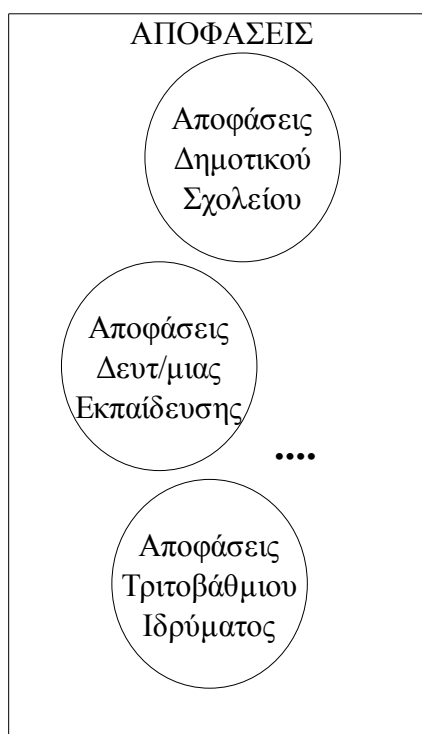 ΑΠΟΦΑΣΕΙΣ
Αποφάσεις
Δημοτικού
Σχολείου
Αποφάσεις
Δευτ/μιας
Εκπαίδευσης
....
Αποφάσεις
Τριτοβάθμιου
Ιδρύματος